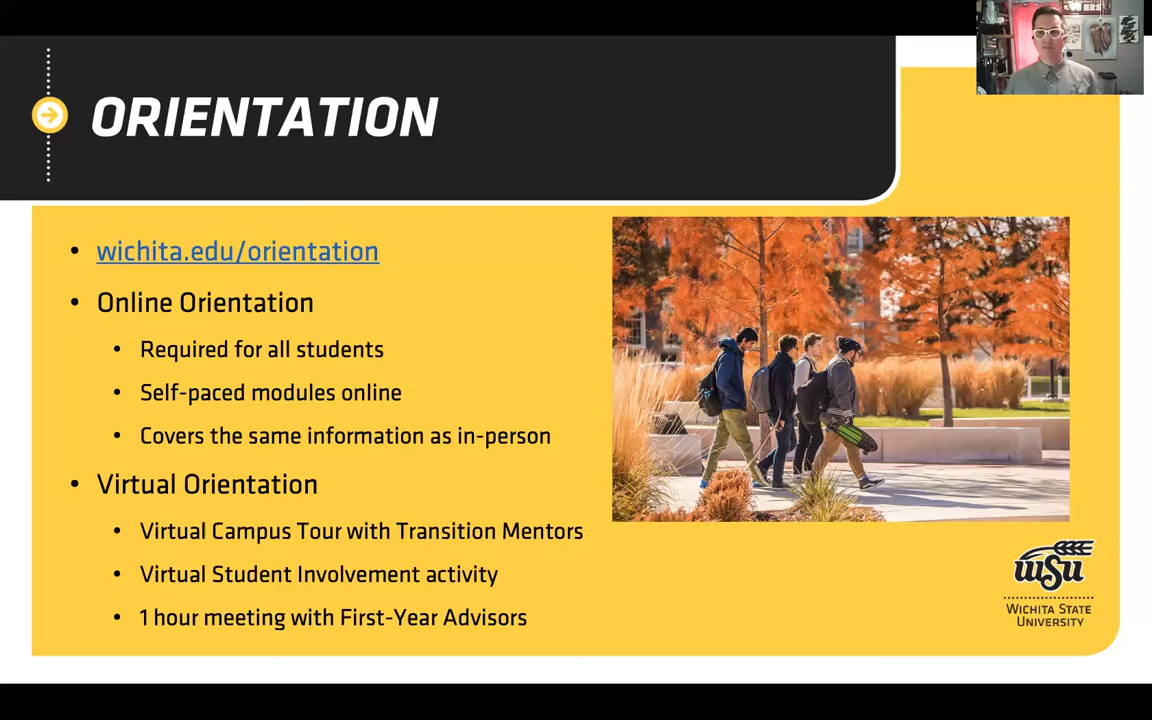 ORIENTATION
wichita.edu/orientation
Online Orientation
Required for all students
Self-paced modules online
Covers the same information as in-person
Virtual Orientation
Virtual Campus Tour with Transition Mentors
Virtual Student Involvement activity
1 hour meeting with First-Year Advisors
WSU
WICHITA STATE
UNIVERSITY